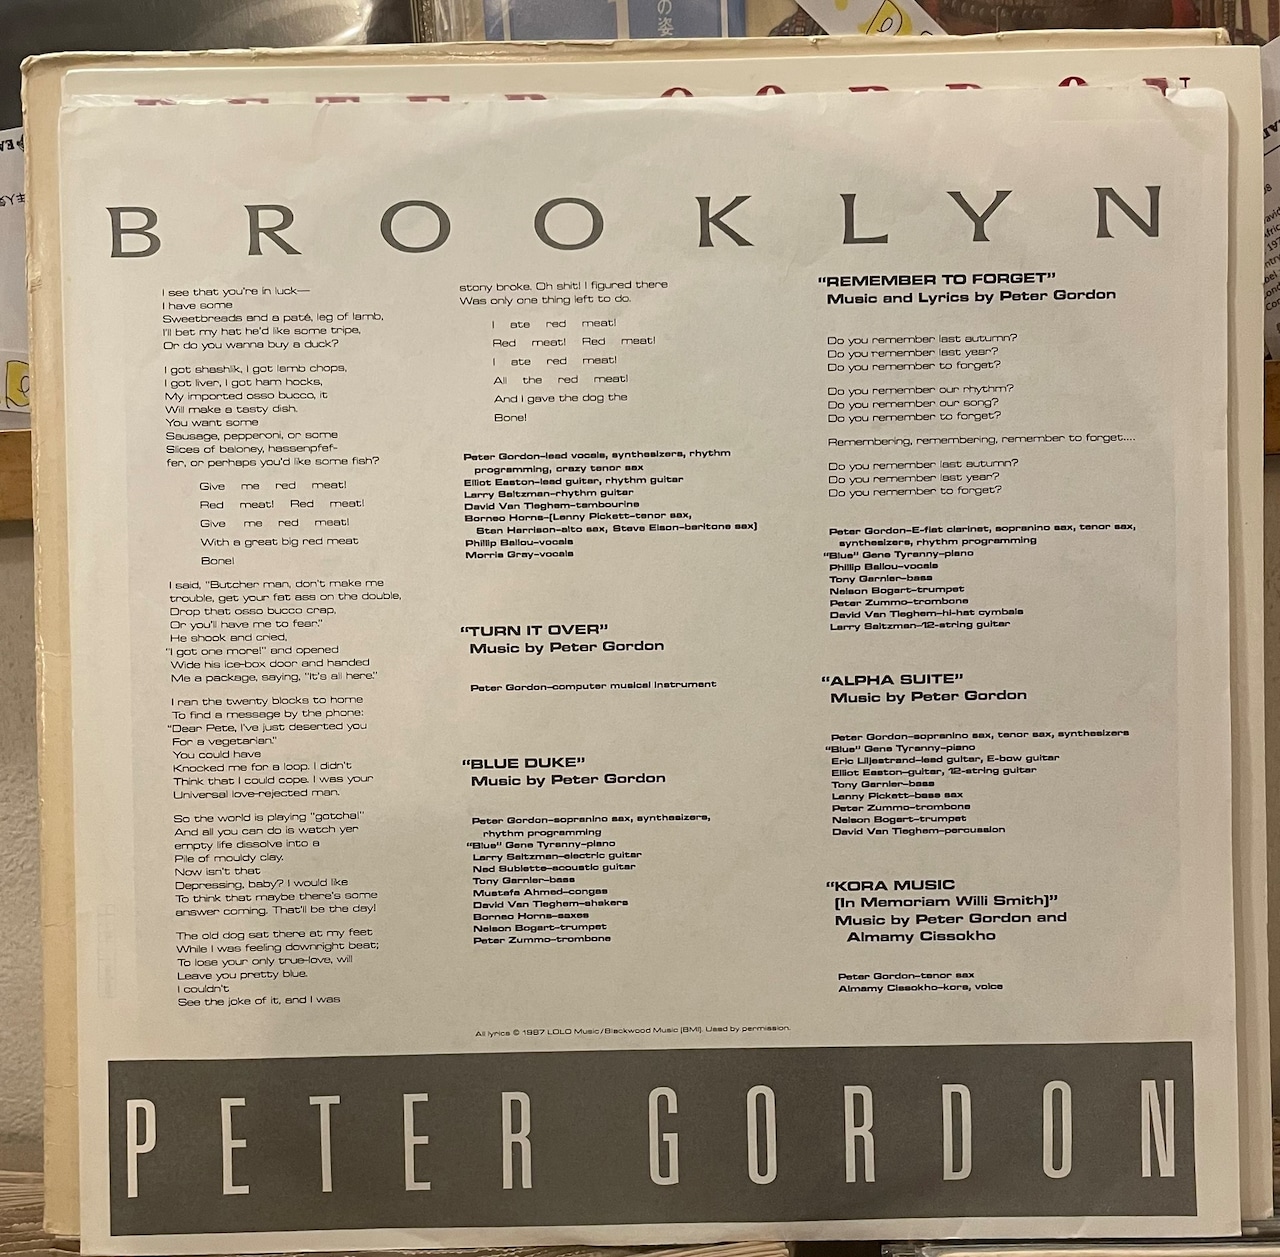 の姿
PETER GORDON
BROOKLYN
I see that you're in luck—
I have some
Sweetbreads and a paté, leg of lamb,
I'll bet my hat he'd like some tripe,
Or do you wanna buy a duck?
I got shashlik, I got lamb chops,
I got liver, I got ham hocks,
My imported osso bucco, it
Will make a tasty dish.
You want some
Sausage, pepperoni, or some
Slices of baloney, hassenpfef-
fer, or perhaps you'd like some fish?
Give me red meat!
Red meat! Red meat!
Give me red meat!
With a great big red meat
Bone!
I said, "Butcher man, don't make me
trouble, get your fat ass on the double,
Drop that osso bucco crap,
Or you'll have me to fear."
He shook and cried,
"I got one more!" and opened
Wide his ice-box door and handed
Me a package, saying, "It's all here."
I ran the twenty blocks to home
To find a message by the phone:
"Dear Pete, I've just deserted you
For a vegetarian."
You could have
Knocked me for a loop. I didn't
Think that I could cope. I was your
Universal love-rejected man.
So the world is playing "gotcha!"
And all you can do is watch yer
empty life dissolve into a
Pile of mouldy clay.
Now isn't that
Depressing, baby? I would like
To think that maybe there's some
answer coming. That'll be the day!
The old dog sat there at my feet
While I was feeling downright beat;
To lose your only true-love, will
Leave you pretty blue.
I couldn't
See the joke of it, and I was
stony broke. Oh shit! I figured there
Was only one thing left to do.
I ate red meat!
Red meat! Red meat!
I ate red meat!
All the red meat!
And I gave the dog the
Bone!
Peter Gordon–lead vocals, synthesizers, rhythm
programming, crazy tenor sax
Elliot Easton–lead guitar, rhythm guitar
Larry Saltzman–rhythm guitar
David Van Tieghem–tambourine
Borneo Horns–(Lenny Pickett–tenor sax,
Stan Harrison–alto sax, Steve Elson–baritone sax)
Phillip Ballou–vocals
Morris Gray–vocals
"TURN IT OVER"
Music by Peter Gordon
Peter Gordon–computer musical instrument
"BLUE DUKE"
Music by Peter Gordon
Peter Gordon–sopranino sax, synthesizers,
rhythm programming
"Blue" Gene Tyranny–piano
Larry Saltzman–electric guitar
Ned Sublette–acoustic guitar
Tony Garnier–bass
Mustafa Ahmed–congas
David Van Tieghem–shakers
Borneo Horns–saxes
Nelson Bogart–trumpet
Peter Zummo–trombone
"REMEMBER TO FORGET"
Music and Lyrics by Peter Gordon
Do you remember last autumn?
Do you remember last year?
Do you remember to forget?
Do you remember our rhythm?
Do you remember our song?
Do you remember to forget?
Remembering, remembering, remember to forget....
Do you remember last autumn?
Do you remember last year?
Do you remember to forget?
Peter Gordon–E-flat clarinet, sopranino sax, tenor sax,
synthesizers, rhythm programming
"Blue" Gene Tyranny–piano
Phillip Ballou–vocals
Tony Garnier–bass
Nelson Bogart–trumpet
Peter Zummo–trombone
David Van Tieghem–hi-hat cymbals
Larry Saltzman–12-string guitar
"ALPHA SUITE"
Music by Peter Gordon
Peter Gordon–sopranino sax, tenor sax, synthesizers
"Blue" Gene Tyranny–piano
Eric Liljestrand–lead guitar, E-bow guitar
Elliot Easton–guitar, 12-string guitar
Tony Garnier–bass
Lenny Pickett–bass sax
Peter Zummo–trombone
Nelson Bogart–trumpet
David Van Tieghem–percussion
"KORA MUSIC
(In Memoriam Willi Smith)"
Music by Peter Gordon and
Almamy Cissokho
Peter Gordon–tenor sax
Almamy Cissokho–kora, voice
All lyrics © 1987 LOLO Music/Blackwood Music (BMI). Used by permission.
PETER GORDON